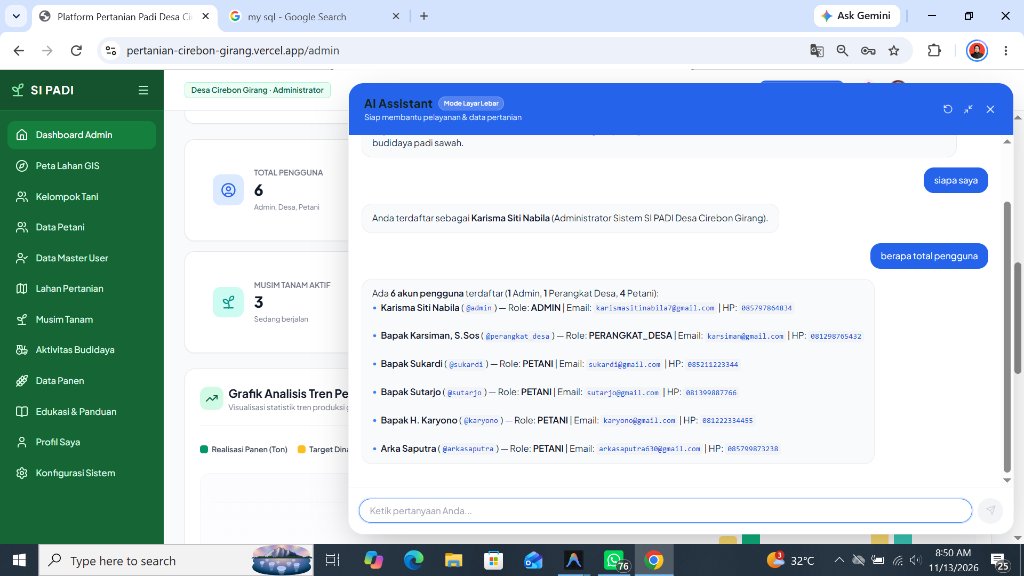 Platform Pertanian Padi Desa Ci
my sql - Google Search
Ask Gemini
pertanian-cirebon-girang.vercel.app/admin
SI PADI
Dashboard Admin
Peta Lahan GIS
Kelompok Tani
Data Petani
Data Master User
Lahan Pertanian
Musim Tanam
Aktivitas Budidaya
Data Panen
Edukasi & Panduan
Profil Saya
Konfigurasi Sistem
Desa Cirebon Girang · Administrator
TOTAL PENGGUNA
6
Admin, Desa, Petani
MUSIM TANAM AKTIF
3
Sedang berjalan
Grafik Analisis Tren Pe
Visualisasi statistik tren produksi g
Realisasi Panen (Ton)
Target Dina
AI Assistant
Mode Layar Lebar
Siap membantu pelayanan & data pertanian
budidaya padi sawah.
siapa saya
Anda terdaftar sebagai Karisma Siti Nabila (Administrator Sistem SI PADI Desa Cirebon Girang).
berapa total pengguna
Ada 6 akun pengguna terdaftar (1 Admin, 1 Perangkat Desa, 4 Petani):
• Karisma Siti Nabila ( @admin ) — Role: ADMIN | Email: karismasitinabila7@gmail.com | HP: 085797864834
• Bapak Karsiman, S.Sos ( @perangkat_desa ) — Role: PERANGKAT_DESA | Email: karsiman@gmail.com | HP: 081298765432
• Bapak Sukardi ( @sukardi ) — Role: PETANI | Email: sukardi@gmail.com | HP: 085211223344
• Bapak Sutarjo ( @sutarjo ) — Role: PETANI | Email: sutarjo@gmail.com | HP: 081399887766
• Bapak H. Karyono ( @karyono ) — Role: PETANI | Email: karyono@gmail.com | HP: 081222334455
• Arka Saputra ( @arkasaputra ) — Role: PETANI | Email: arkasaputra630@gmail.com | HP: 085799873238
Ketik pertanyaan Anda...
Type here to search
76
3
32°C
8:50 AM
11/13/2026
25